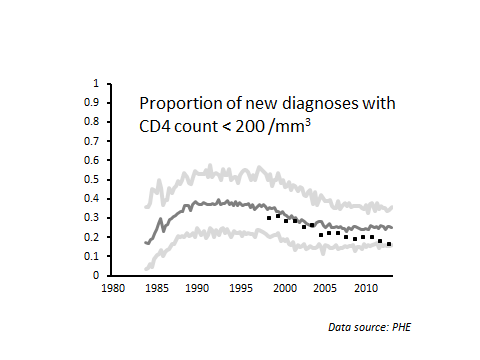 Proportion of new diagnoses with
CD4 count < 200 /mm³
1
0.9
0.8
0.7
0.6
0.5
0.4
0.3
0.2
0.1
0
1980 1984 1987 1990 1995 2000 2005 2010
Data source: PHE